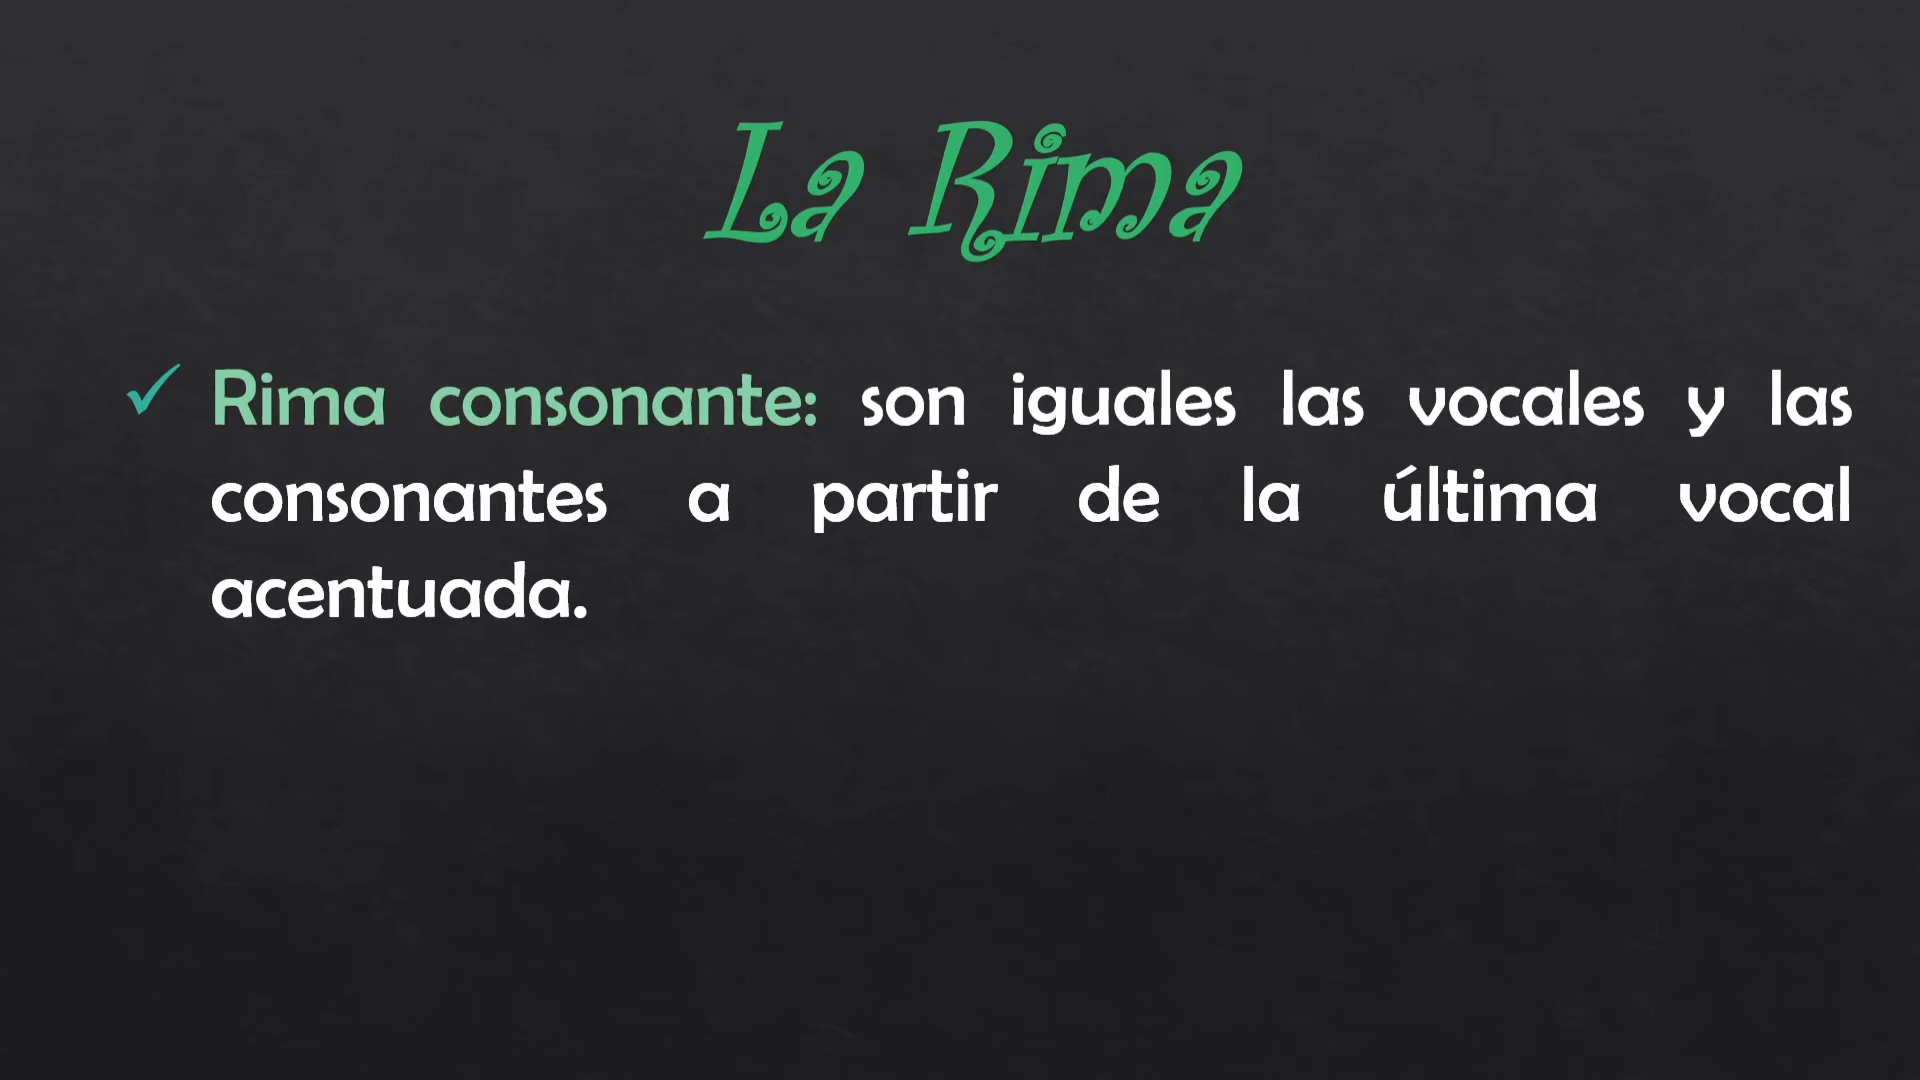 La Rima
Rima consonante: son iguales las vocales y las
consonantes a partir de la última vocal
acentuada.